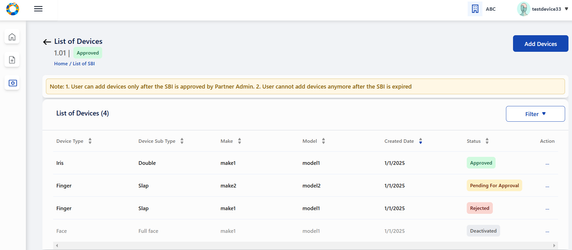 ABC
testdevice33
List of Devices
1.01 | Approved
Home / List of SBI
Add Devices
Note: 1. User can add devices only after the SBI is approved by Partner Admin. 2. User cannot add devices anymore after the SBI is expired
List of Devices (4)
Filter
Device Type Device Sub Type Make Model Created Date Status Action
Iris Double make1 model1 1/1/2025 Approved ...
Finger Slap make2 model2 1/1/2025 Pending For Approval ...
Finger Slap make1 model1 1/1/2025 Rejected ...
Face Full face make1 model1 1/1/2025 Deactivated ...